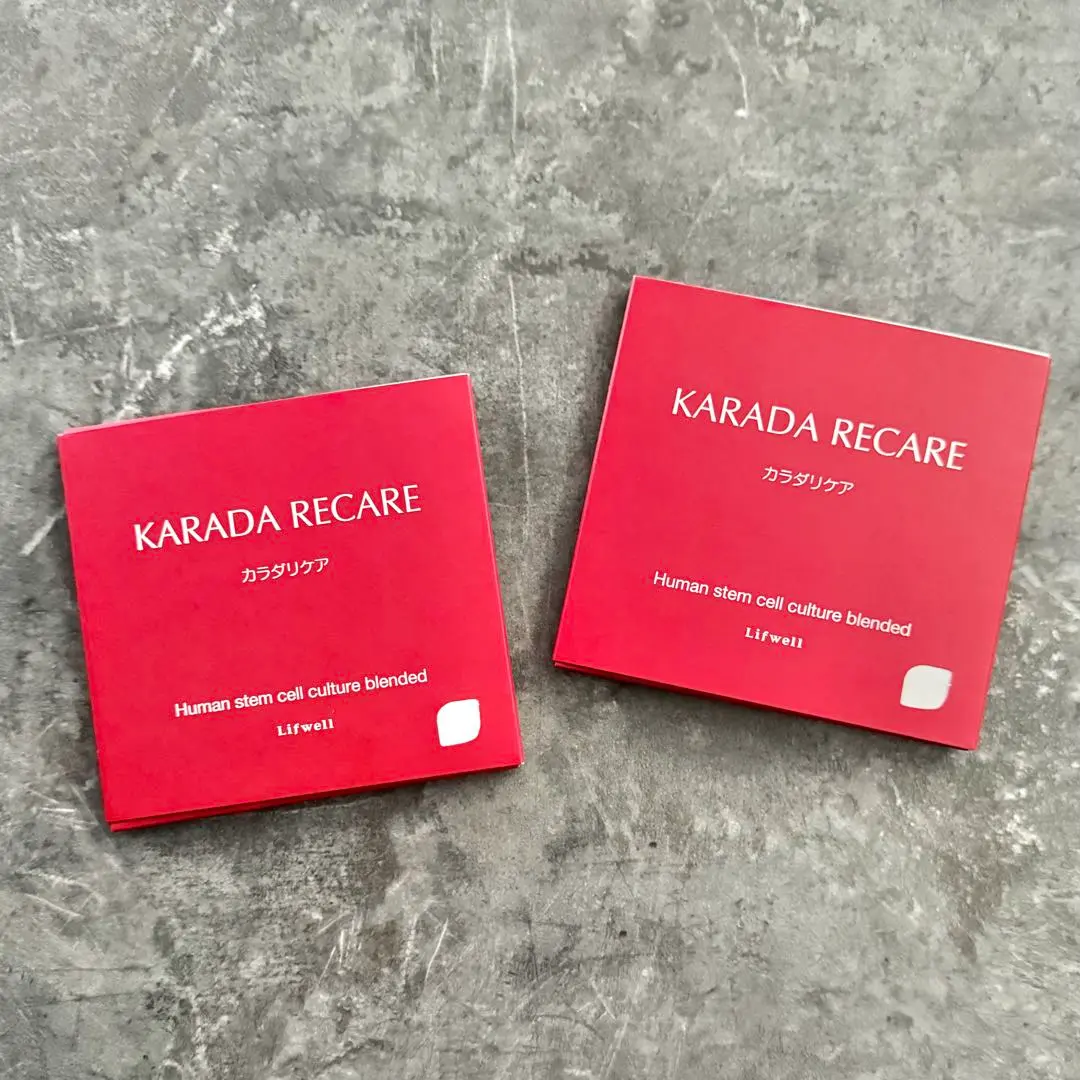 KARADA RECARE
カラダリケア
Human stem cell culture blended
Lifwell
KARADA RECARE
カラダリケア
Human stem cell culture blended
Lifwell